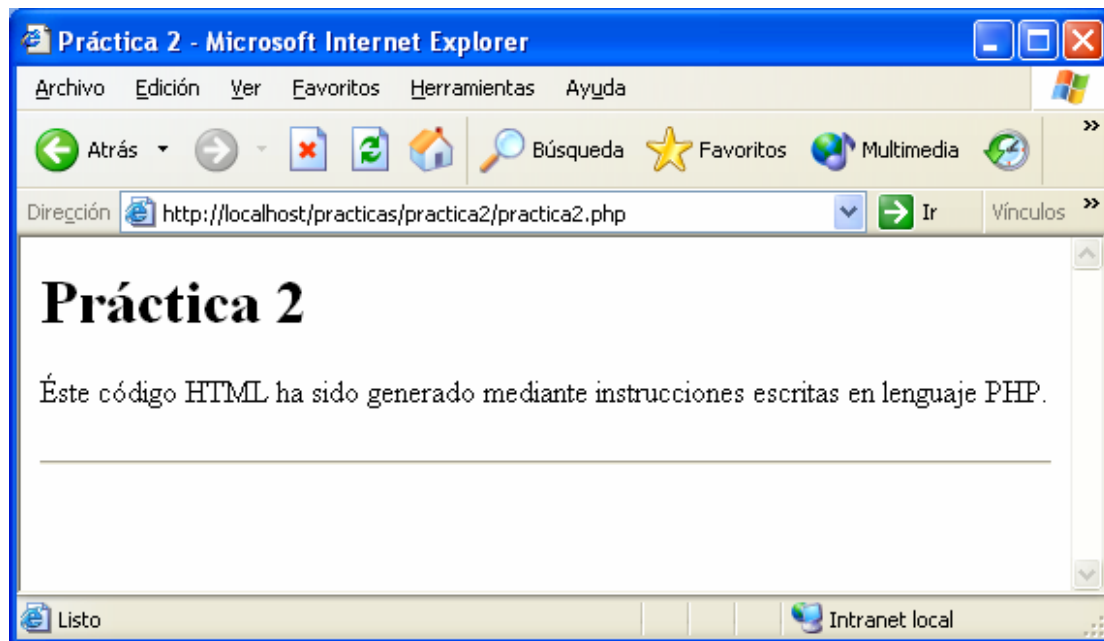 Práctica 2 - Microsoft Internet Explorer
Archivo Edición Ver Favoritos Herramientas Ayuda
Atrás Búsqueda Favoritos Multimedia »
Dirección http://localhost/practicas/practica2/practica2.php Ir Vínculos »
Práctica 2
Éste código HTML ha sido generado mediante instrucciones escritas en lenguaje PHP.
Listo Intranet local